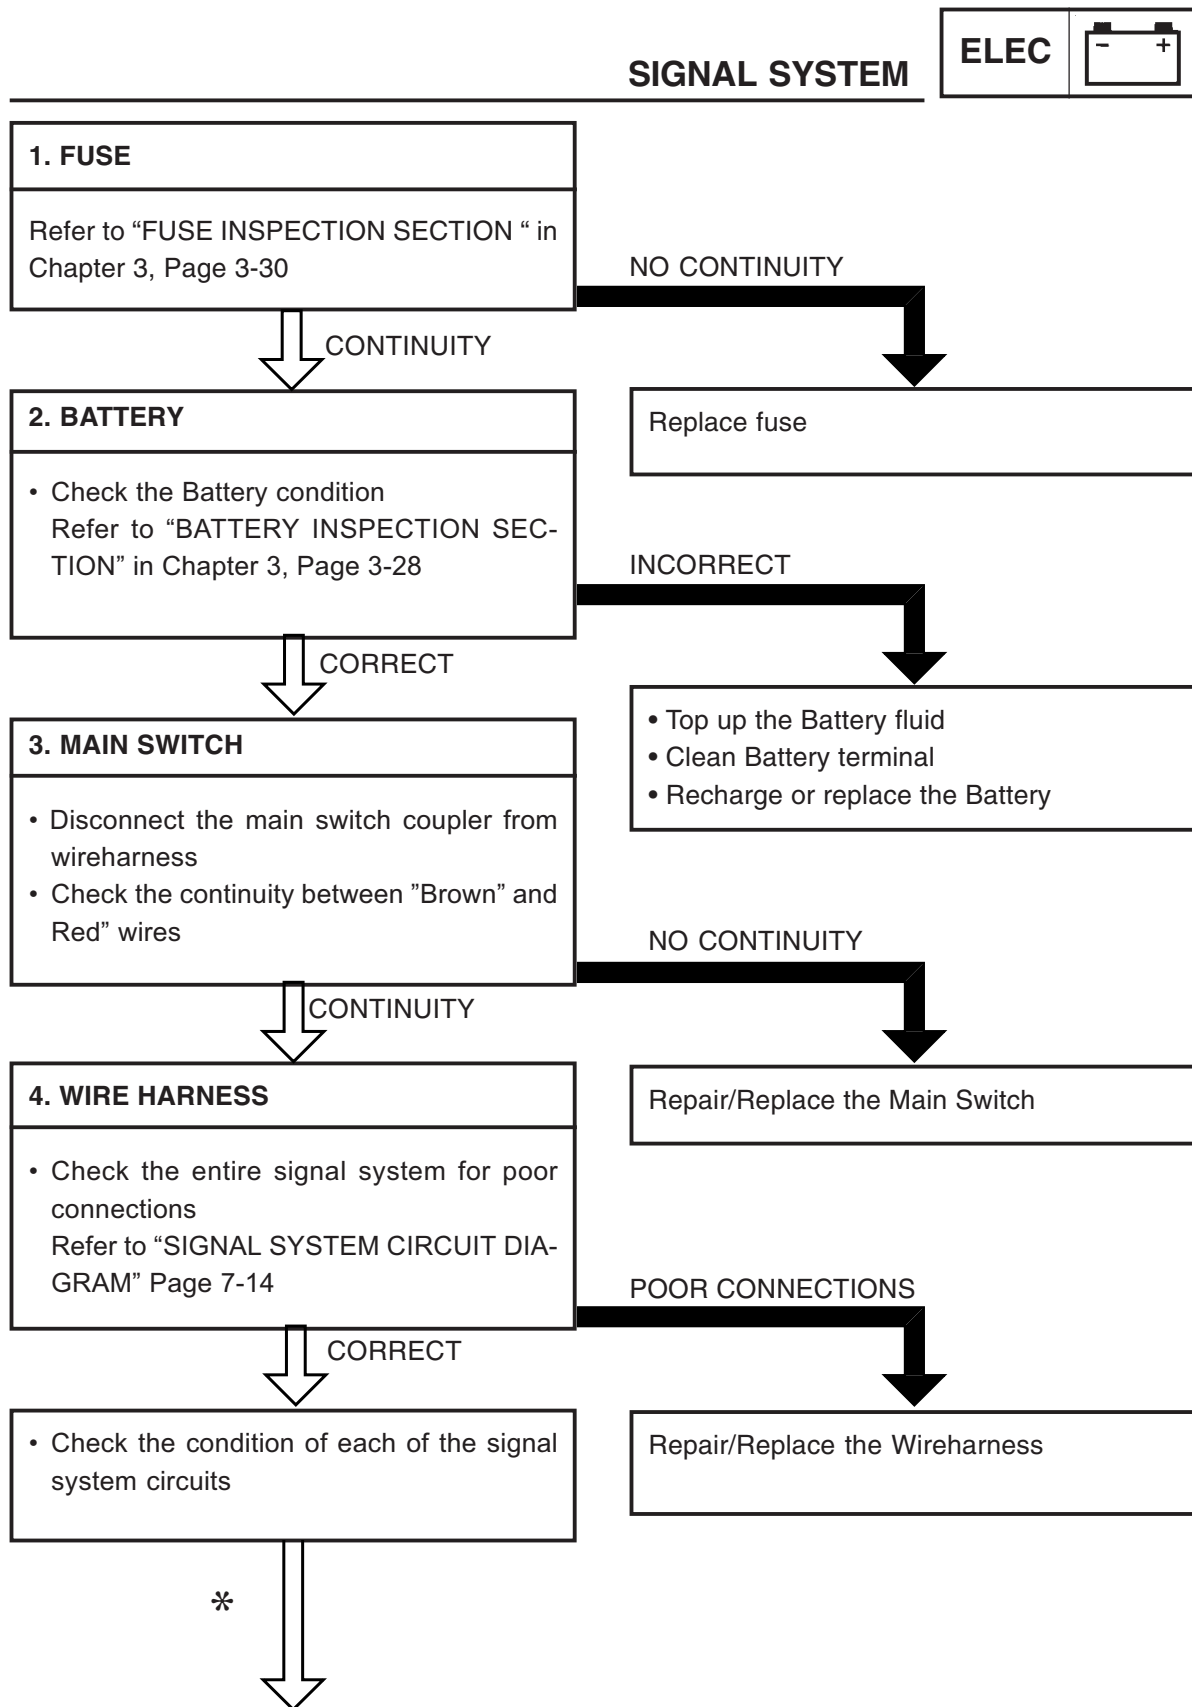 SIGNAL SYSTEM
ELEC
- +
1. FUSE
Refer to “FUSE INSPECTION SECTION “ in
Chapter 3, Page 3-30
NO CONTINUITY
CONTINUITY
Replace fuse
2. BATTERY
• Check the Battery condition
Refer to “BATTERY INSPECTION SEC-
TION” in Chapter 3, Page 3-28
INCORRECT
CORRECT
• Top up the Battery fluid
• Clean Battery terminal
• Recharge or replace the Battery
3. MAIN SWITCH
• Disconnect the main switch coupler from
wireharness
• Check the continuity between ”Brown” and
Red” wires
NO CONTINUITY
CONTINUITY
Repair/Replace the Main Switch
4. WIRE HARNESS
• Check the entire signal system for poor
connections
Refer to “SIGNAL SYSTEM CIRCUIT DIA-
GRAM” Page 7-14
POOR CONNECTIONS
CORRECT
Repair/Replace the Wireharness
• Check the condition of each of the signal
system circuits
*